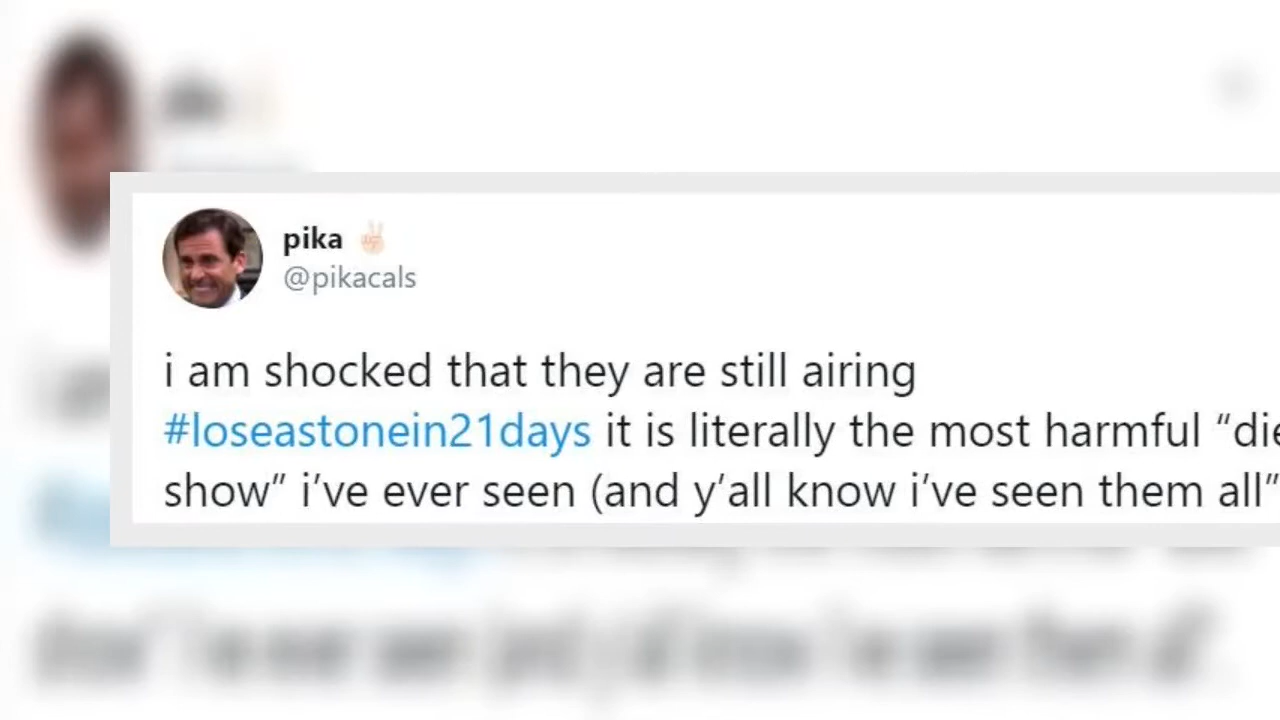 pika ✌🏻
@pikacals
i am shocked that they are still airing
#loseastonein21days it is literally the most harmful “die
show” i’ve ever seen (and y’all know i’ve seen them all”